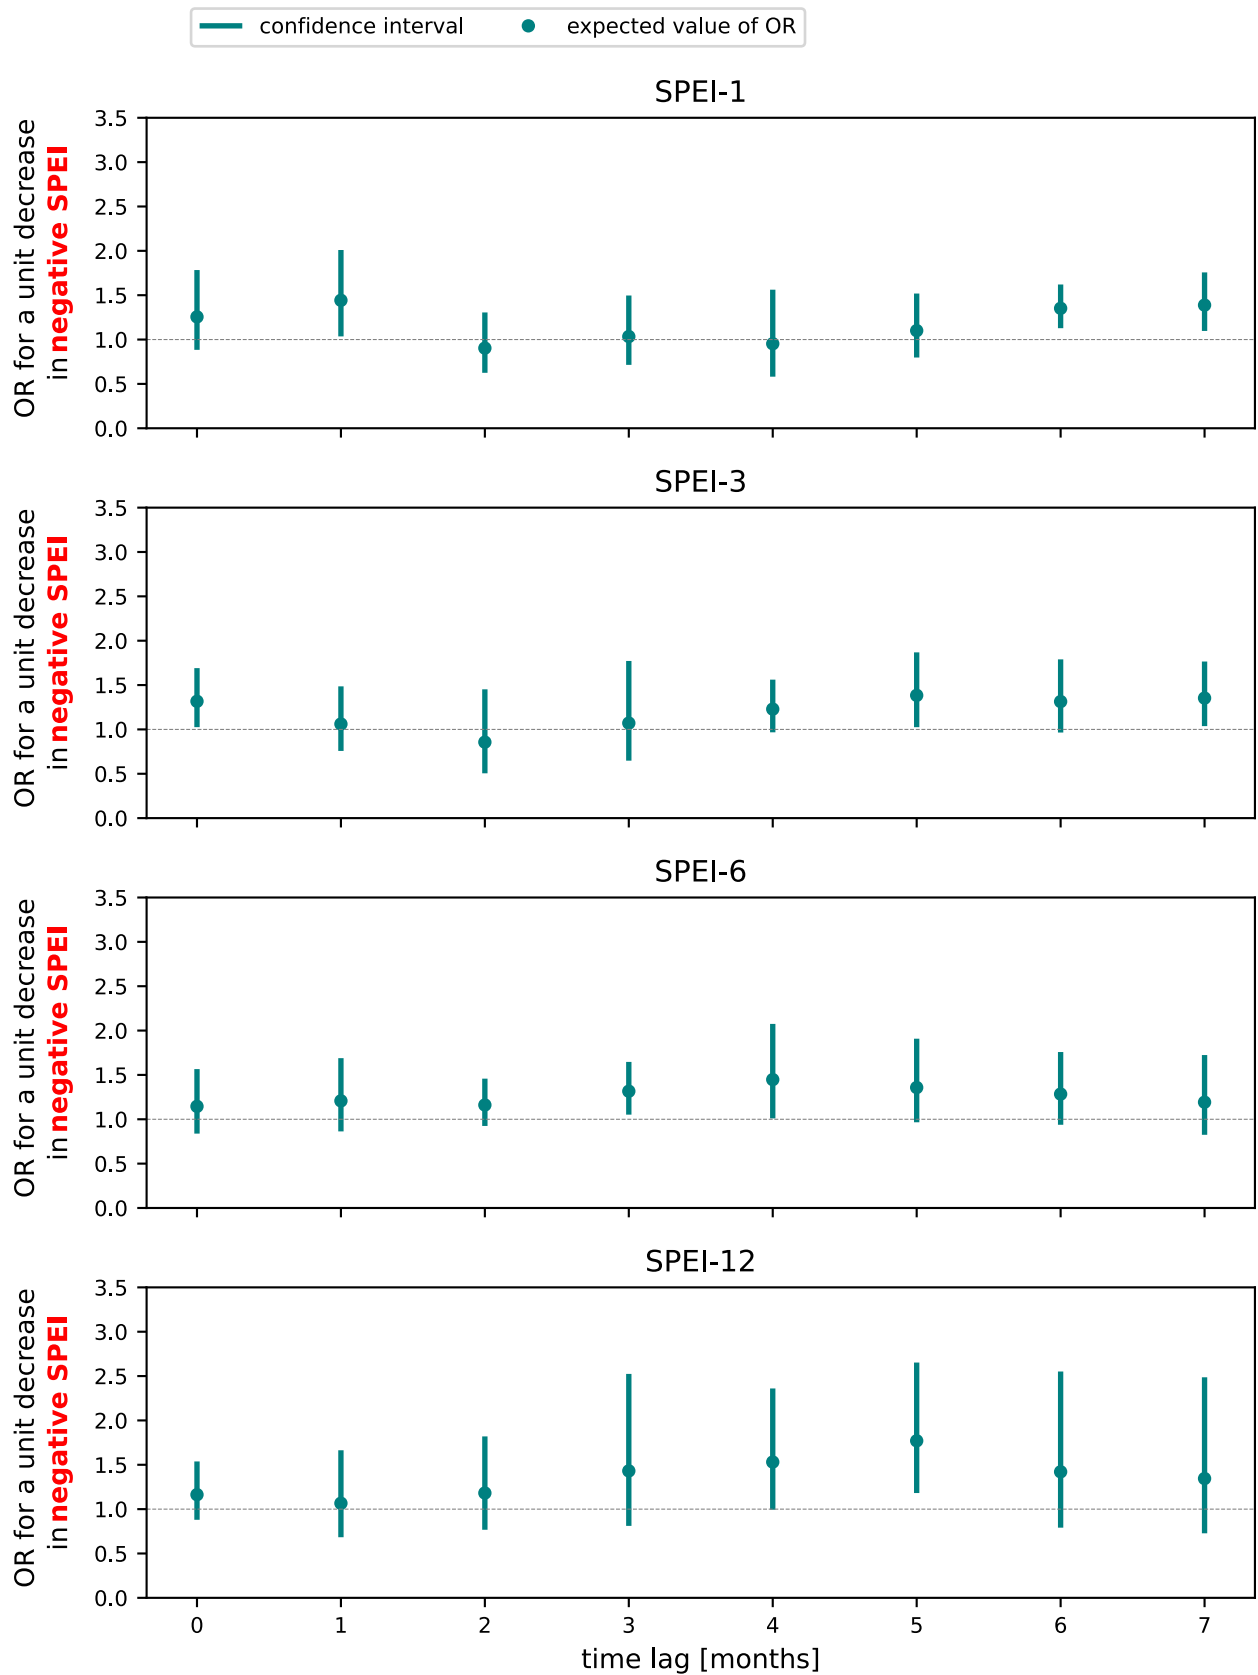 confidence interval expected value of OR
SPEI-1
OR for a unit decrease
in negative SPEI
3.5
3.0
2.5
2.0
1.5
1.0
0.5
0.0
SPEI-3
OR for a unit decrease
in negative SPEI
3.5
3.0
2.5
2.0
1.5
1.0
0.5
0.0
SPEI-6
OR for a unit decrease
in negative SPEI
3.5
3.0
2.5
2.0
1.5
1.0
0.5
0.0
SPEI-12
OR for a unit decrease
in negative SPEI
3.5
3.0
2.5
2.0
1.5
1.0
0.5
0.0
0 1 2 3 4 5 6 7
time lag [months]